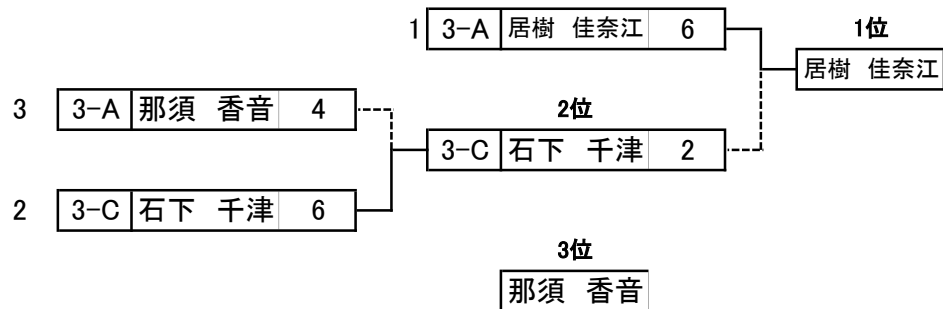 1 3-A 居樹　佳奈江 6
1位
居樹　佳奈江
3 3-A 那須　香音 4
2位
3-C 石下　千津 2
2 3-C 石下　千津 6
3位
那須　香音